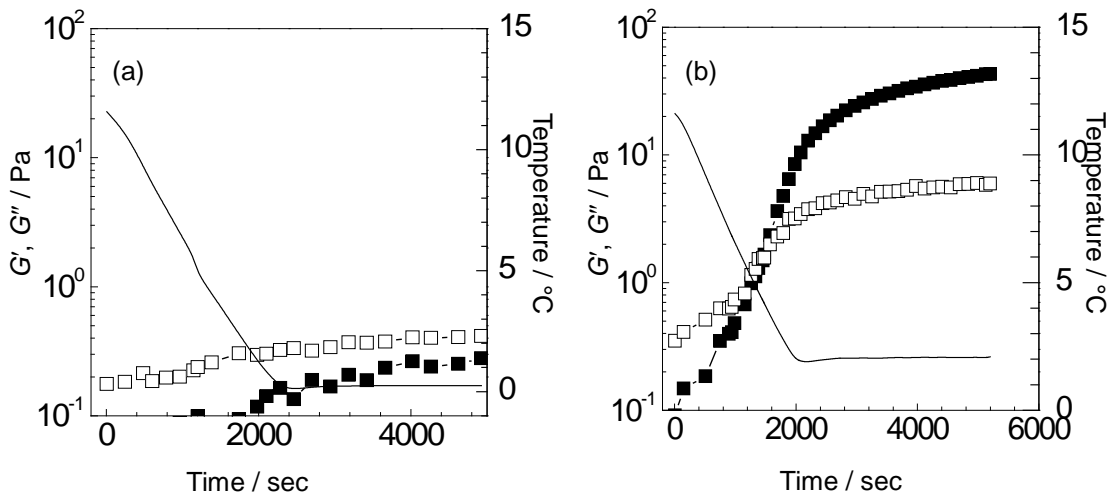 (a)
10²
10¹
10⁰
10⁻¹
G′, G″ / Pa
0
2000
4000
Time / sec
15
10
5
0
Temperature / °C
(b)
10²
10¹
10⁰
10⁻¹
G′, G″ / Pa
0
2000
4000
6000
Time / sec
15
10
5
0
Temperature / °C